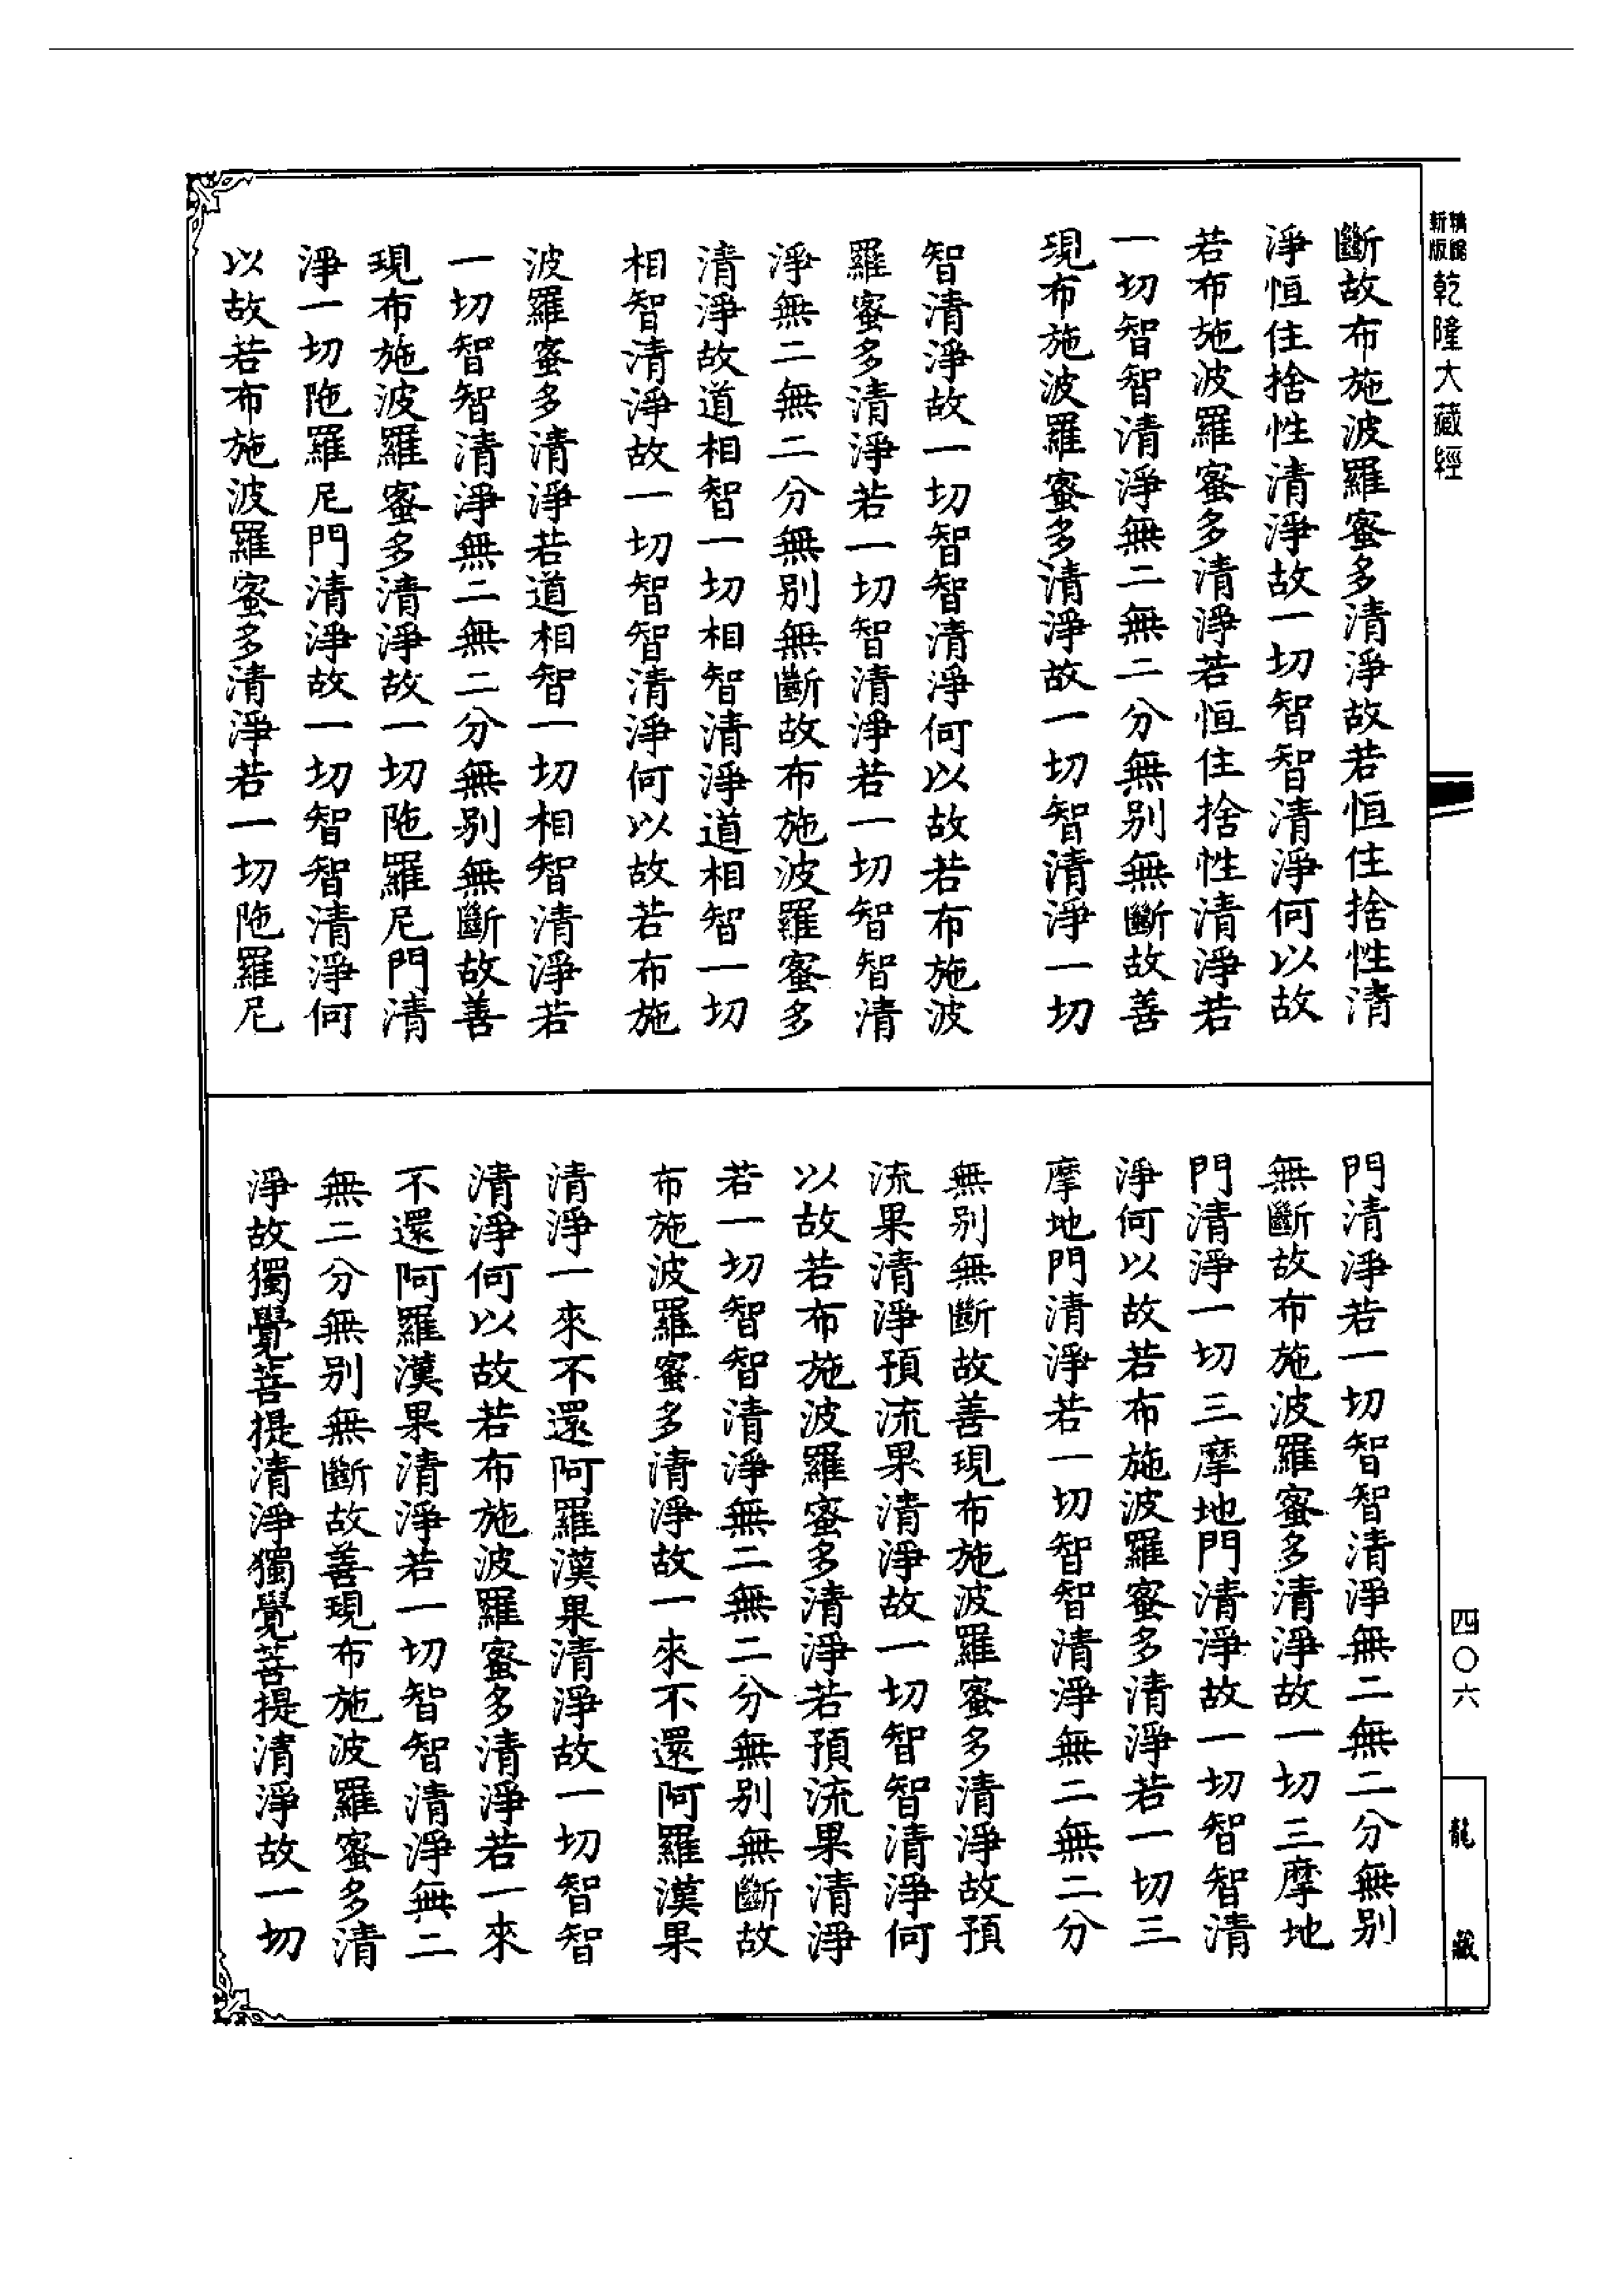 新版
精編
乾隆大藏經
斷故布施波羅蜜多清淨故若恒住捨性清
淨恒住捨性清淨故一切智智清淨何以故
若布施波羅蜜多清淨若恒住捨性清淨若
一切智智清淨無二無二分無别無斷故善
現布施波羅蜜多清淨故一切智清淨一切
智清淨故一切智智清淨何以故若布施波
羅蜜多清淨若一切智清淨若一切智智清
淨無二無二分無别無斷故布施波羅蜜多
清淨故道相智一切相智清淨道相智一切
相智清淨故一切智智清淨何以故若布施
波羅蜜多清淨若道相智一切相智清淨若
一切智智清淨無二無二分無别無斷故善
現布施波羅蜜多清淨故一切陁羅尼門清
淨一切陁羅尼門清淨故一切智智清淨何
以故若布施波羅蜜多清淨若一切陁羅尼
門清淨若一切智智清淨無二無二分無别
無斷故布施波羅蜜多清淨故一切三摩地
門清淨一切三摩地門清淨故一切智智清
淨何以故若布施波羅蜜多清淨若一切三
摩地門清淨若一切智智清淨無二無二分
無别無斷故善現布施波羅蜜多清淨故預
流果清淨預流果清淨故一切智智清淨何
以故若布施波羅蜜多清淨若預流果清淨
若一切智智清淨無二無二分無别無斷故
布施波羅蜜多清淨故一來不還阿羅漢果
清淨一來不還阿羅漢果清淨故一切智智
清淨何以故若布施波羅蜜多清淨若一來
不還阿羅漢果清淨若一切智智清淨無二
無二分無别無斷故善現布施波羅蜜多清
淨故獨覺菩提清淨獨覺菩提清淨故一切
四〇六
龍藏